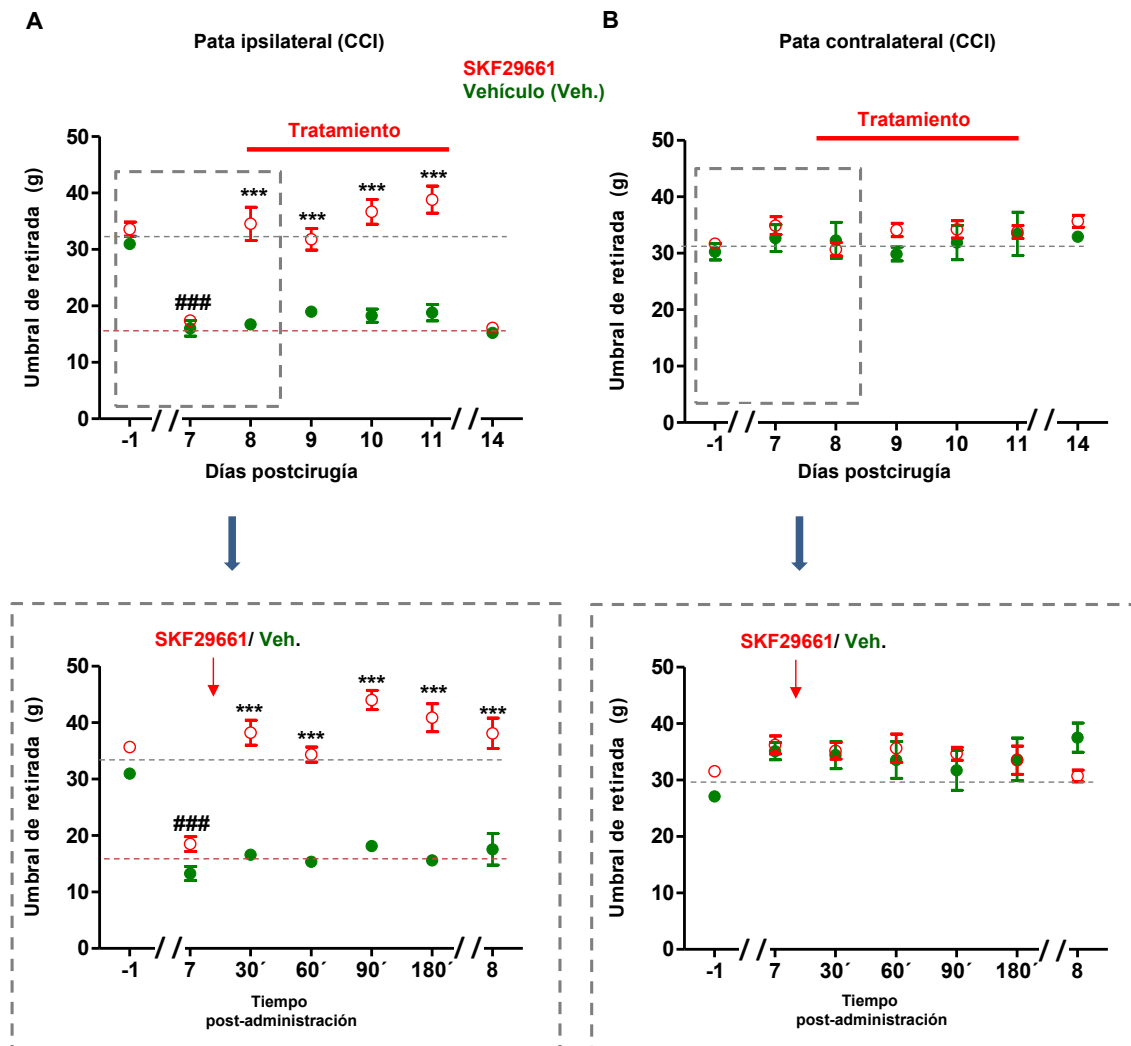 A
Pata ipsilateral (CCI)
SKF29661
Vehículo (Veh.)
Tratamiento
Umbral de retirada (g)
50
40
30
20
10
0
***
***
***
***
###
-1 // 7 8 9 10 11 // 14
Días postcirugía
B
Pata contralateral (CCI)
Tratamiento
Umbral de retirada (g)
50
40
30
20
10
0
-1 // 7 8 9 10 11 // 14
Días postcirugía
SKF29661/ Veh.
Umbral de retirada (g)
50
40
30
20
10
0
***
***
***
***
***
###
-1 // 7 30´ 60´ 90´ 180´ // 8
Tiempo
post-administración
SKF29661/ Veh.
Umbral de retirada (g)
50
40
30
20
10
0
-1 // 7 30´ 60´ 90´ 180´ // 8
Tiempo
post-administración